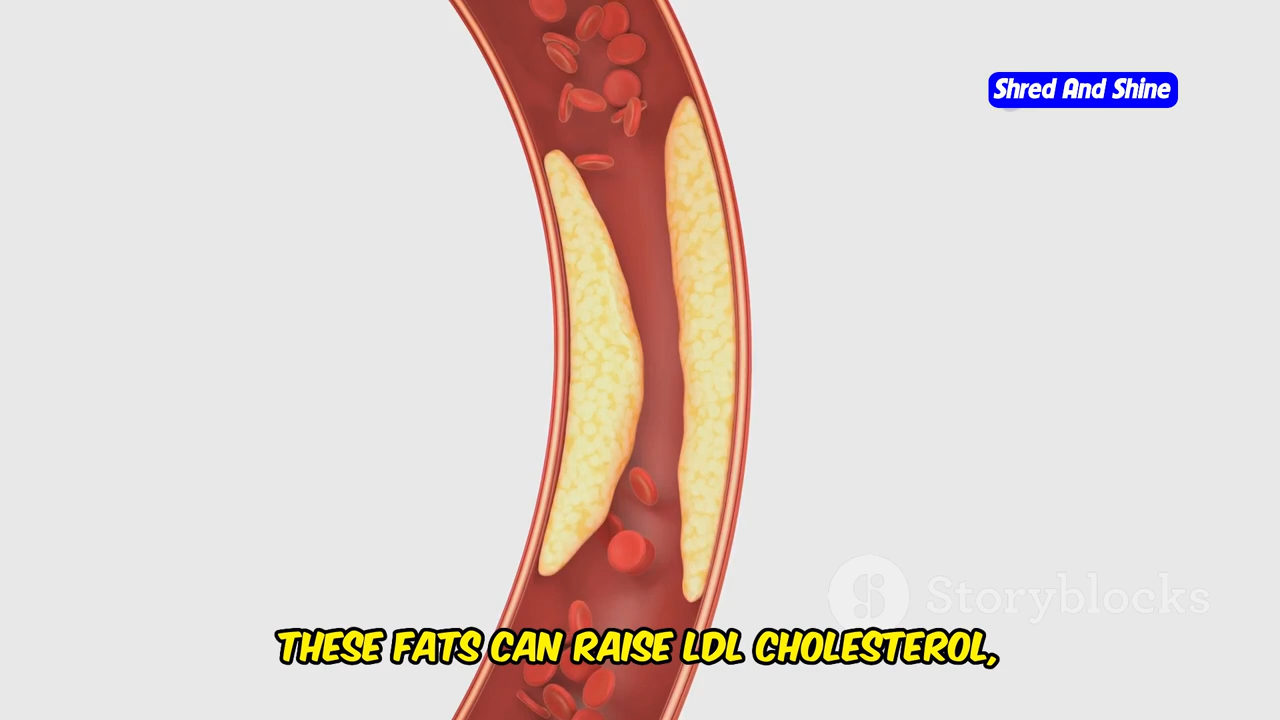 Shred And Shine
Storyblocks
THESE FATS CAN RAISE LDL CHOLESTEROL,